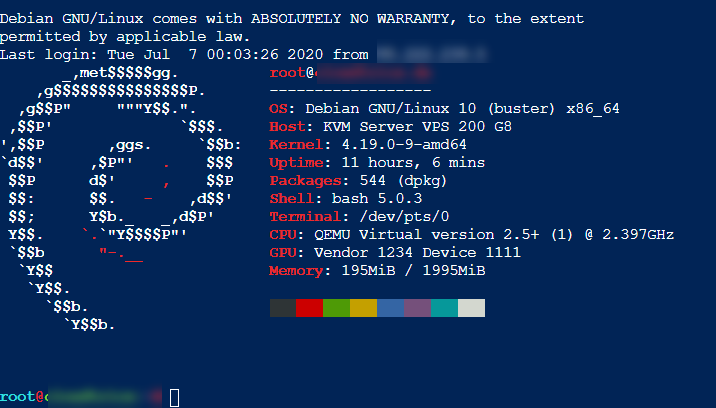 Debian GNU/Linux comes with ABSOLUTELY NO WARRANTY, to the extent
permitted by applicable law.
Last login: Tue Jul  7 00:03:26 2020 from
       _,met$$$$$gg.          root@
    ,g$$$$$$$$$$$$$$$P.       ------------------
  ,g$$P"     """Y$$.".        OS: Debian GNU/Linux 10 (buster) x86_64
 ,$$P'              `$$$.     Host: KVM Server VPS 200 G8
',$$P       ,ggs.     `$$b:   Kernel: 4.19.0-9-amd64
`d$$'     ,$P"'   .    $$$    Uptime: 11 hours, 6 mins
 $$P      d$'     ,    $$P    Packages: 544 (dpkg)
 $$:      $$.   -    ,d$$'    Shell: bash 5.0.3
 $$;      Y$b._   _,d$P'      Terminal: /dev/pts/0
 Y$$.    `.`"Y$$$$P"'         CPU: QEMU Virtual version 2.5+ (1) @ 2.397GHz
 `$$b      "-.__              GPU: Vendor 1234 Device 1111
  `Y$$                        Memory: 195MiB / 1995MiB
   `Y$$.
     `$$b.
       `Y$$b.
root@